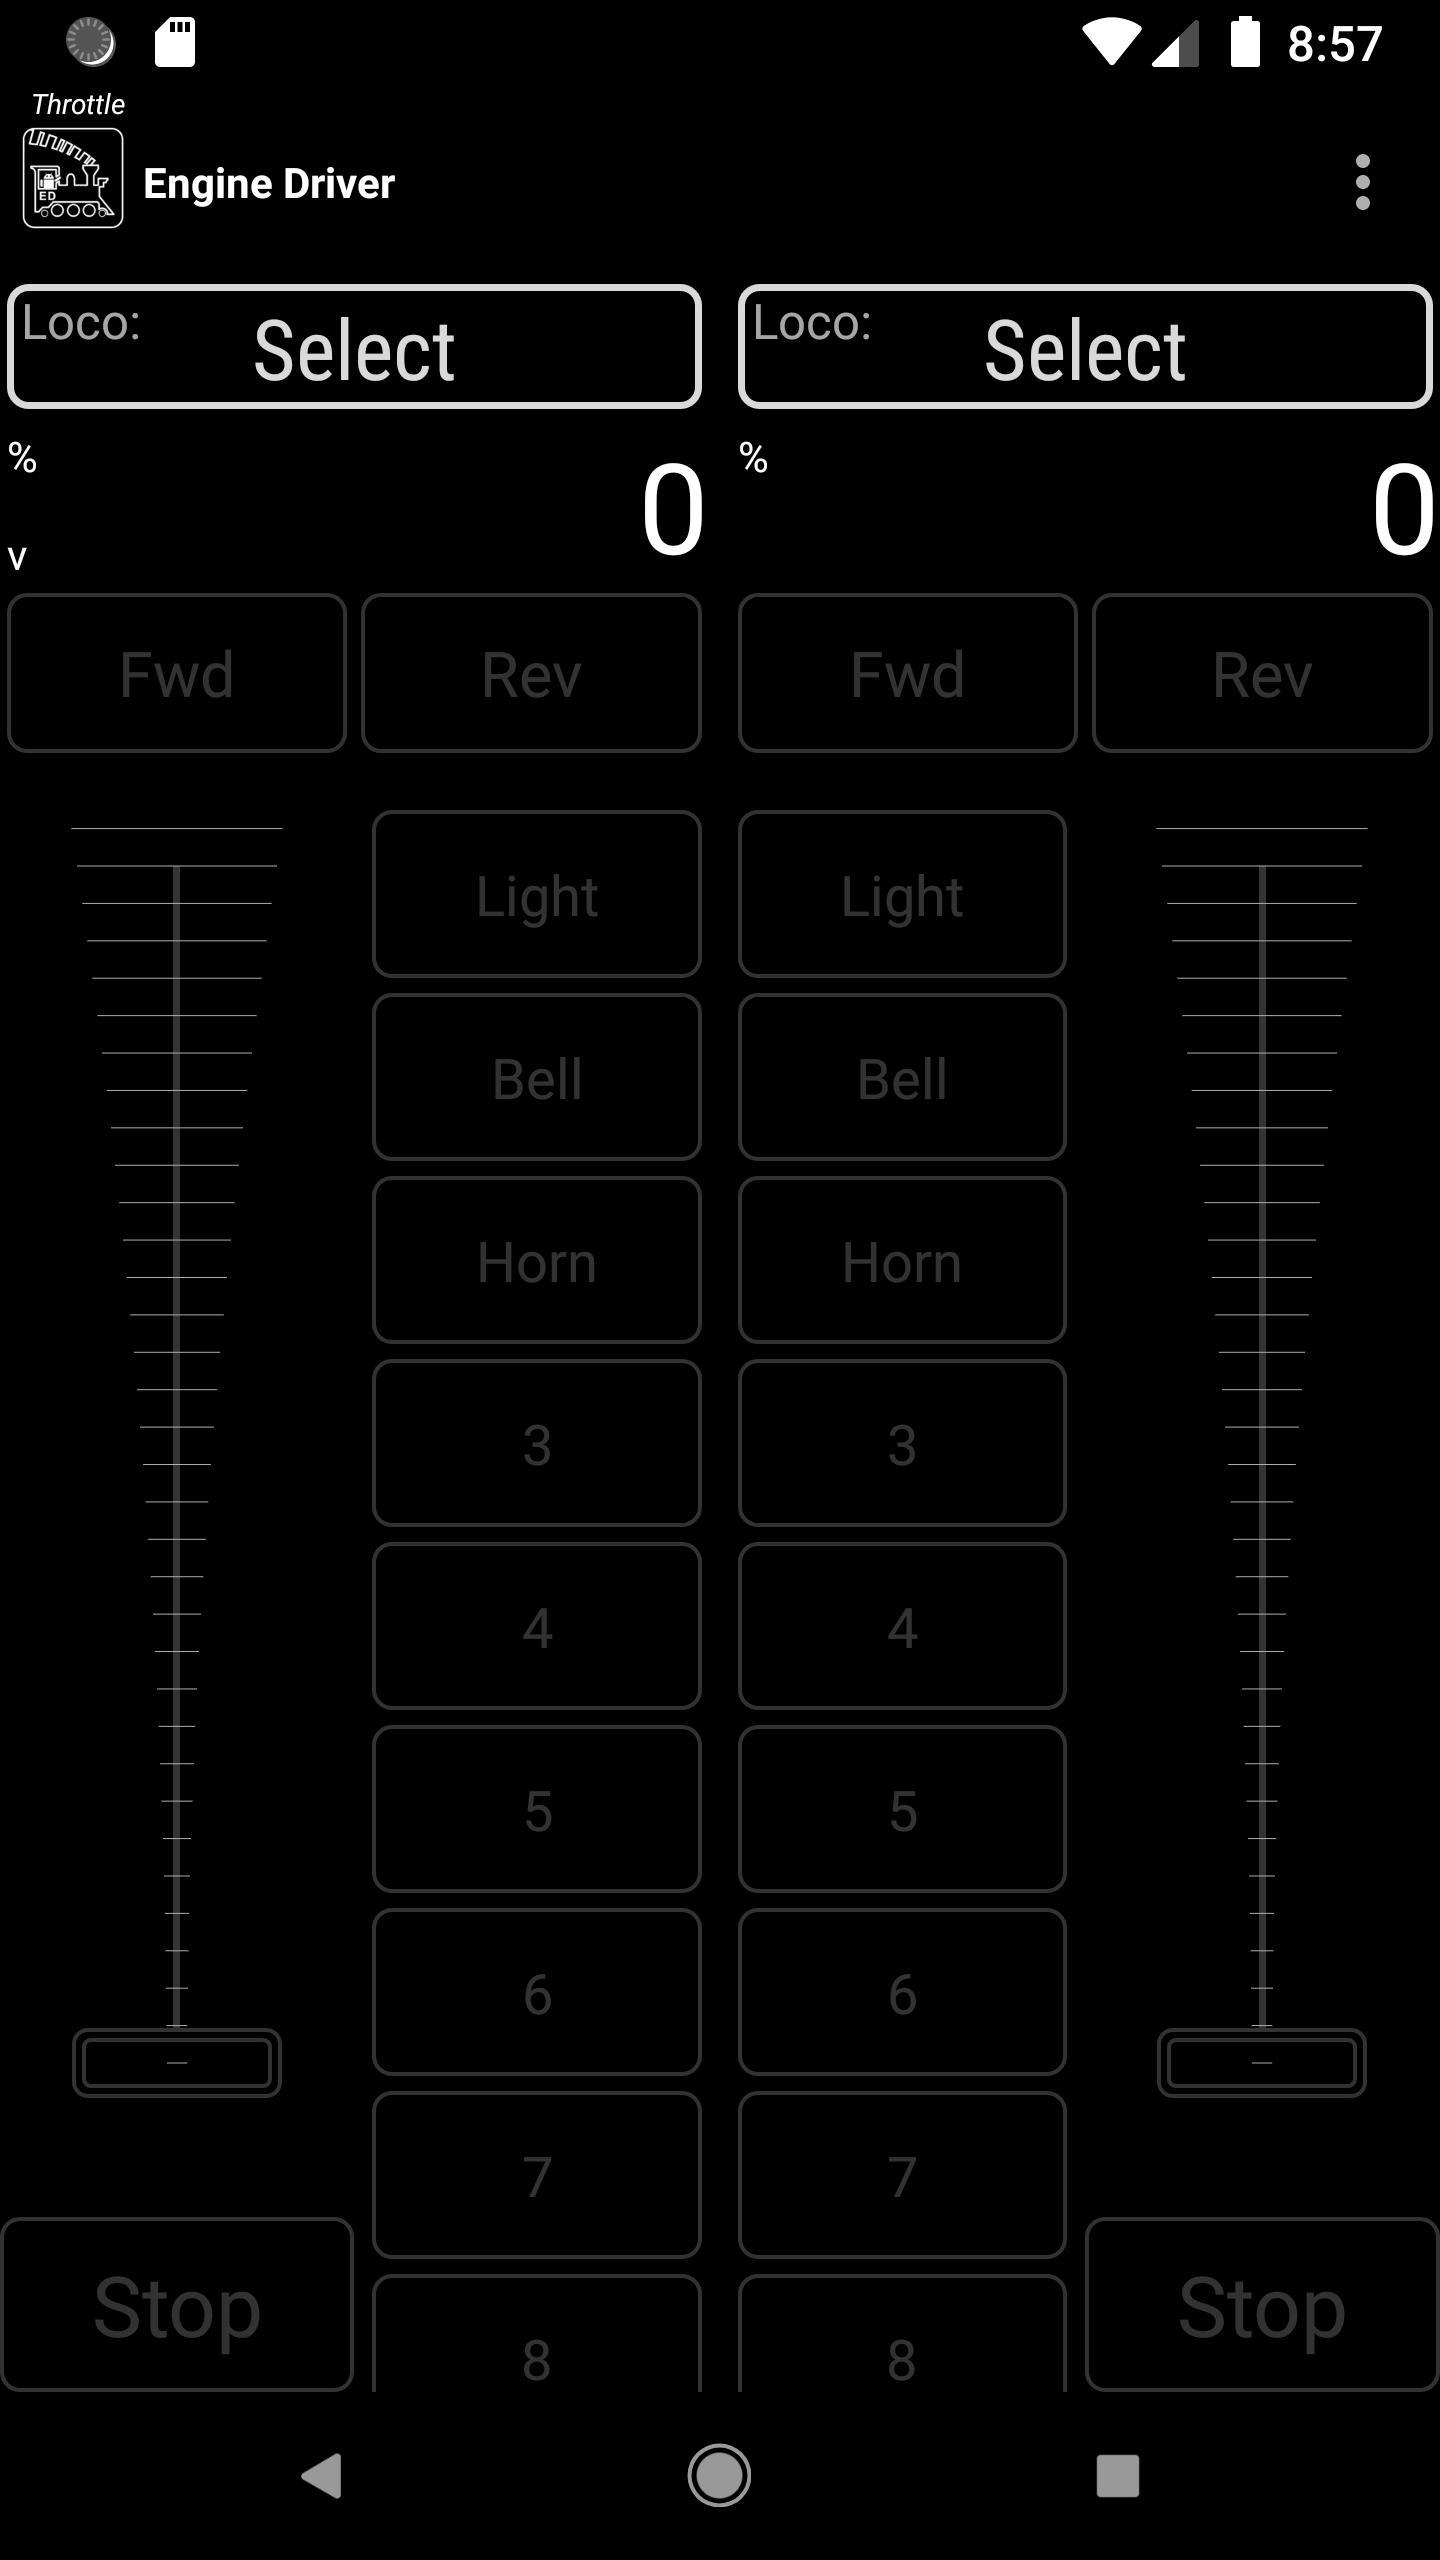 8:57
Throttle
ED
Engine Driver
Loco: Select Loco: Select
% 0 % 0
v
Fwd Rev Fwd Rev
Light Light
Bell Bell
Horn Horn
3 3
4 4
5 5
6 6
7 7
Stop Stop
8 8